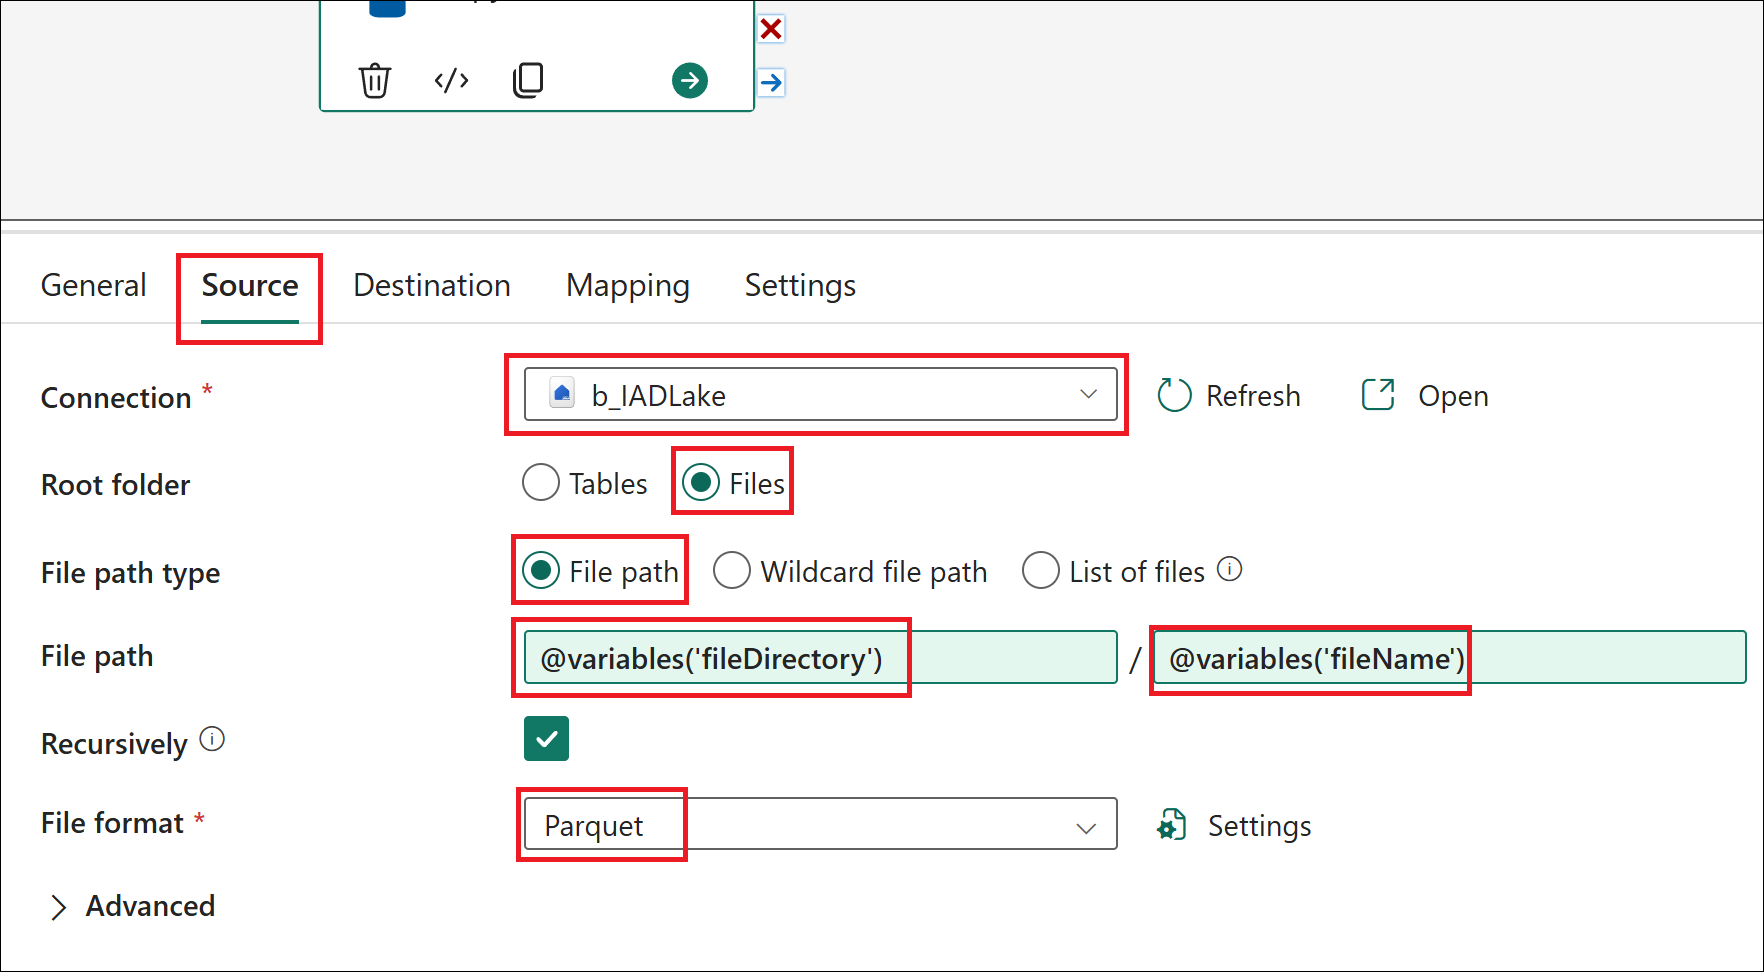 General Source Destination Mapping Settings
Connection * b_IADLake Refresh Open
Root folder Tables Files
File path type File path Wildcard file path List of files
File path @variables('fileDirectory') / @variables('fileName')
Recursively
File format * Parquet Settings
Advanced